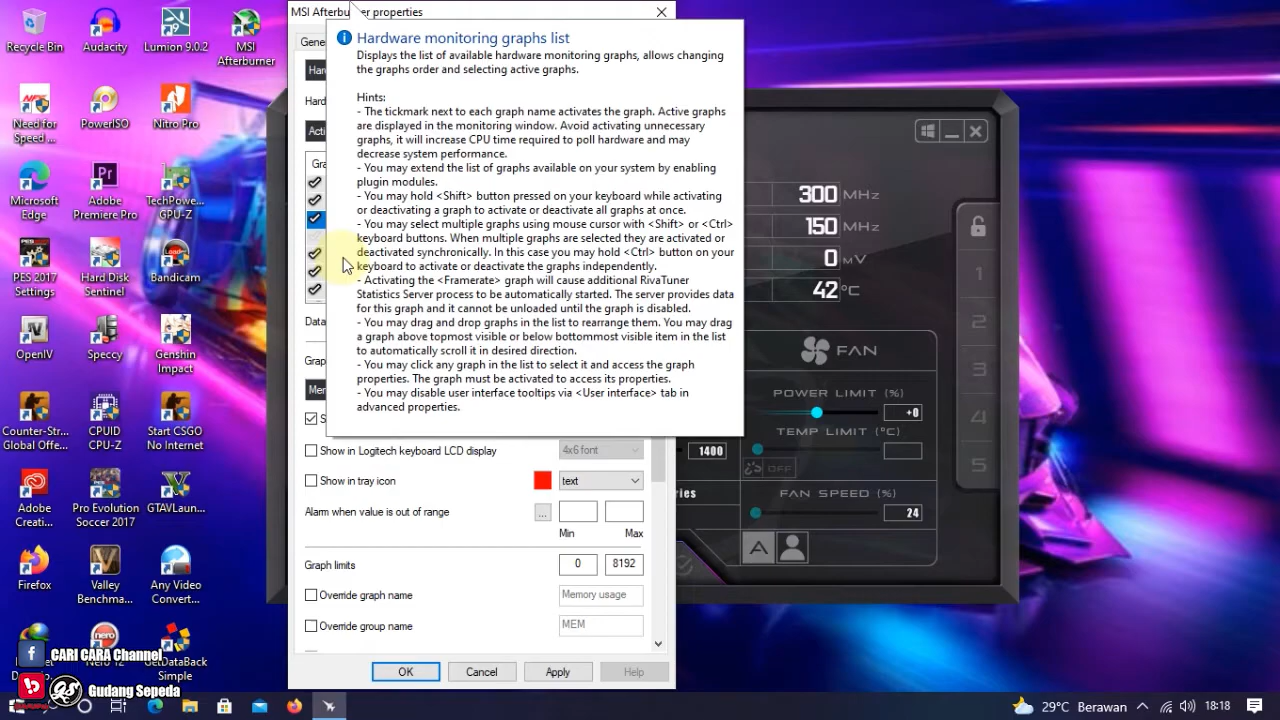 MSI Afterbu
er properties
Gene
Har
Hard
Acti
Gra
Data
Graph
Mem
S
Hardware monitoring graphs list
Displays the list of available hardware monitoring graphs, allows changing
the graphs order and selecting active graphs.
Hints:
- The tickmark next to each graph name activates the graph. Active graphs
are displayed in the monitoring window. Avoid activating unnecessary
graphs, it will increase CPU time required to poll hardware and may
decrease system performance.
- You may extend the list of graphs available on your system by enabling
plugin modules.
- You may hold <Shift> button pressed on your keyboard while activating
or deactivating a graph to activate or deactivate all graphs at once.
- You may select multiple graphs using mouse cursor with <Shift> or <Ctrl>
keyboard buttons. When multiple graphs are selected they are activated or
deactivated synchronically. In this case you may hold <Ctrl> button on your
keyboard to activate or deactivate the graphs independently.
- Activating the <Framerate> graph will cause additional RivaTuner
Statistics Server process to be automatically started. The server provides data
for this graph and it cannot be unloaded until the graph is disabled.
- You may drag and drop graphs in the list to rearrange them. You may drag
a graph above topmost visible or below bottommost visible item in the list
to automatically scroll it in desired direction.
- You may click any graph in the list to select it and access the graph
properties. The graph must be activated to access its properties.
- You may disable user interface tooltips via <User interface> tab in
advanced properties.
Show in Logitech keyboard LCD display 4x6 font
Show in tray icon text
Alarm when value is out of range ...
Min Max
Graph limits 0 8192
Override graph name Memory usage
Override group name MEM
OK Cancel Apply Help
300 MHz
150 MHz
0 MV
42 °C
1
2
3
4
5
FAN
POWER LIMIT (%)
+0
TEMP LIMIT (°C)
1400
OFF
ries
FAN SPEED (%)
24
A
Recycle Bin
Audacity
Lumion 9.0.2
MSI
Afterburner
Need for
Speed ...
PowerISO
Nitro Pro
Microsoft
Edge
Adobe
Premiere Pro
TechPowe...
GPU-Z
PES 2017
Settings
Hard Disk
Sentinel
Bandicam
OpenIV
Speccy
Genshin
Impact
Counter-Str...
Global Offe...
CPUID
CPU-Z
Start CSGO
No Internet
Adobe
Creati...
Pro Evolution
Soccer 2017
GTAVLaun...
Firefox
Valley
Benchma...
Any Video
Convert...
GetDataBack
Simple
CARI CARA Channel
Gudang Sepeda
29°C Berawan
18:18